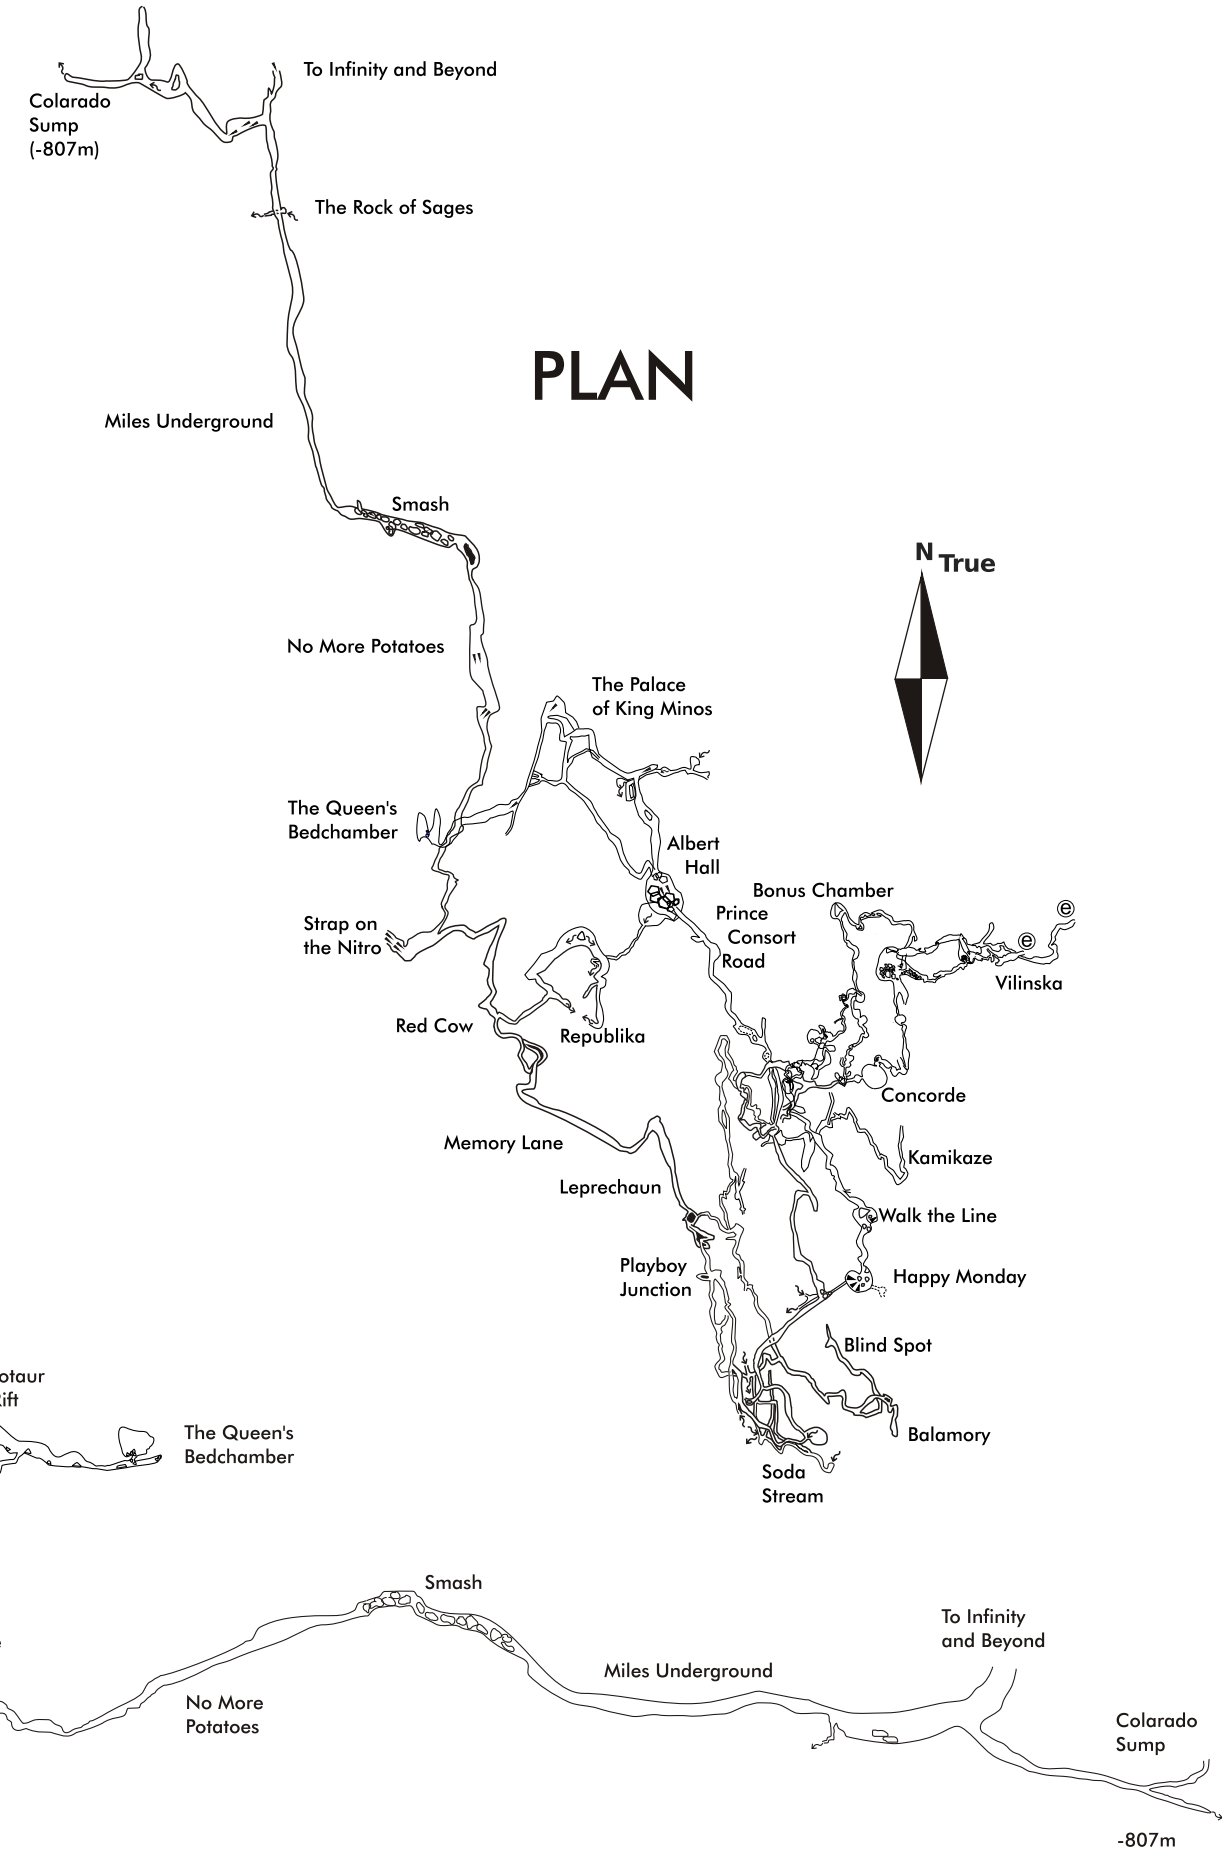 To Infinity and Beyond
Colarado
Sump
(-807m)
The Rock of Sages
PLAN
Miles Underground
Smash
N
True
No More Potatoes
The Palace
of King Minos
The Queen's
Bedchamber
Albert
Hall
Bonus Chamber
Prince
Consort
Road
e
e
Strap on
the Nitro
Vilinska
Red Cow
Republika
Concorde
Memory Lane
Kamikaze
Leprechaun
Walk the Line
Playboy
Junction
Happy Monday
Blind Spot
otaur
Rift
The Queen's
Bedchamber
Balamory
Soda
Stream
Smash
To Infinity
and Beyond
e
Miles Underground
No More
Potatoes
Colarado
Sump
-807m